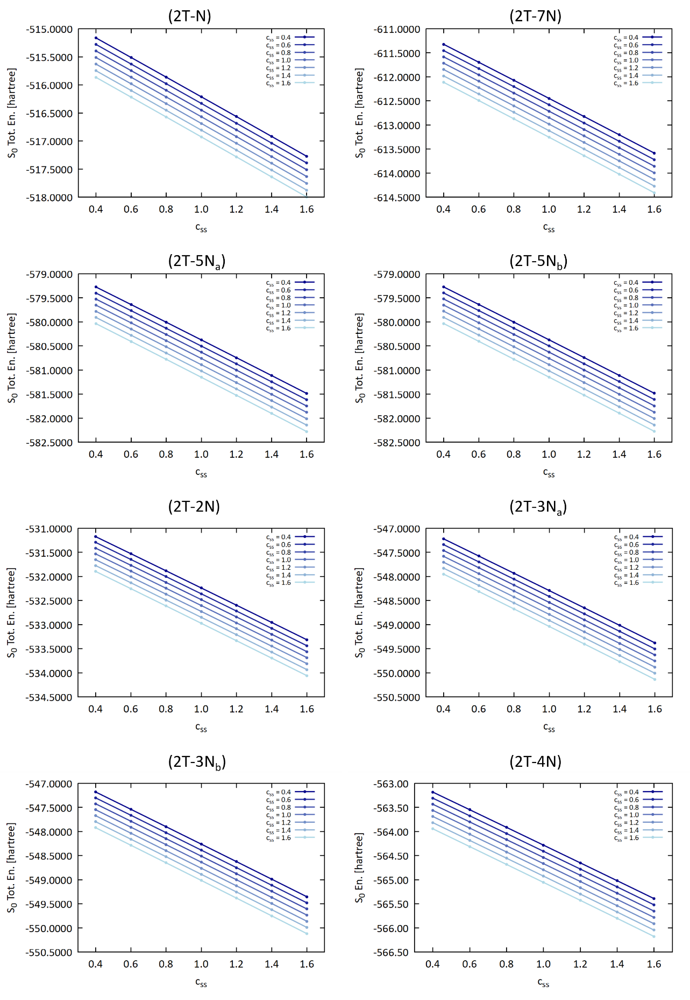 (2T-N)
-515.0000
-515.5000
-516.0000
-516.5000
-517.0000
-517.5000
-518.0000
S0 Tot. En. [hartree]
css = 0.4
css = 0.6
css = 0.8
css = 1.0
css = 1.2
css = 1.4
css = 1.6
0.4 0.6 0.8 1.0 1.2 1.4 1.6
css
(2T-7N)
-611.0000
-611.5000
-612.0000
-612.5000
-613.0000
-613.5000
-614.0000
-614.5000
S0 Tot. En. [hartree]
css = 0.4
css = 0.6
css = 0.8
css = 1.0
css = 1.2
css = 1.4
css = 1.6
0.4 0.6 0.8 1.0 1.2 1.4 1.6
css
(2T-5Na)
-579.0000
-579.5000
-580.0000
-580.5000
-581.0000
-581.5000
-582.0000
-582.5000
S0 Tot. En. [hartree]
css = 0.4
css = 0.6
css = 0.8
css = 1.0
css = 1.2
css = 1.4
css = 1.6
0.4 0.6 0.8 1.0 1.2 1.4 1.6
css
(2T-5Nb)
-579.0000
-579.5000
-580.0000
-580.5000
-581.0000
-581.5000
-582.0000
-582.5000
S0 Tot. En. [hartree]
css = 0.4
css = 0.6
css = 0.8
css = 1.0
css = 1.2
css = 1.4
css = 1.6
0.4 0.6 0.8 1.0 1.2 1.4 1.6
css
(2T-2N)
-531.0000
-531.5000
-532.0000
-532.5000
-533.0000
-533.5000
-534.0000
-534.5000
S0 Tot. En. [hartree]
css = 0.4
css = 0.6
css = 0.8
css = 1.0
css = 1.2
css = 1.4
css = 1.6
0.4 0.6 0.8 1.0 1.2 1.4 1.6
css
(2T-3Na)
-547.0000
-547.5000
-548.0000
-548.5000
-549.0000
-549.5000
-550.0000
-550.5000
S0 Tot. En. [hartree]
css = 0.4
css = 0.6
css = 0.8
css = 1.0
css = 1.2
css = 1.4
css = 1.6
0.4 0.6 0.8 1.0 1.2 1.4 1.6
css
(2T-3Nb)
-547.0000
-547.5000
-548.0000
-548.5000
-549.0000
-549.5000
-550.0000
-550.5000
S0 Tot. En. [hartree]
css = 0.4
css = 0.6
css = 0.8
css = 1.0
css = 1.2
css = 1.4
css = 1.6
0.4 0.6 0.8 1.0 1.2 1.4 1.6
css
(2T-4N)
-563.00
-563.50
-564.00
-564.50
-565.00
-565.50
-566.00
-566.50
S0 En. [hartree]
css = 0.4
css = 0.6
css = 0.8
css = 1.0
css = 1.2
css = 1.4
css = 1.6
0.4 0.6 0.8 1.0 1.2 1.4 1.6
css